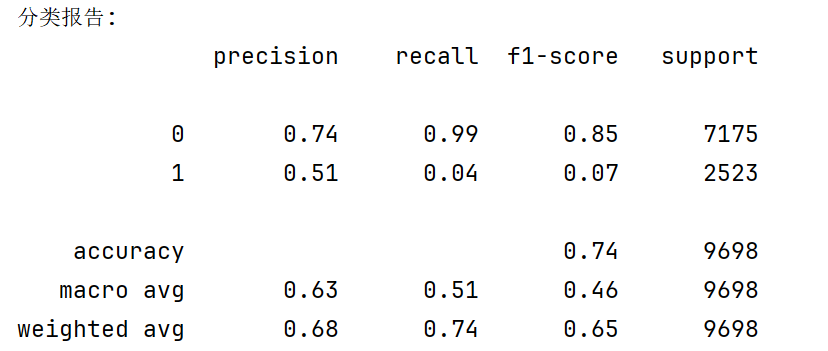 分类报告：
precision recall f1-score support
0 0.74 0.99 0.85 7175
1 0.51 0.04 0.07 2523
accuracy 0.74 9698
macro avg 0.63 0.51 0.46 9698
weighted avg 0.68 0.74 0.65 9698